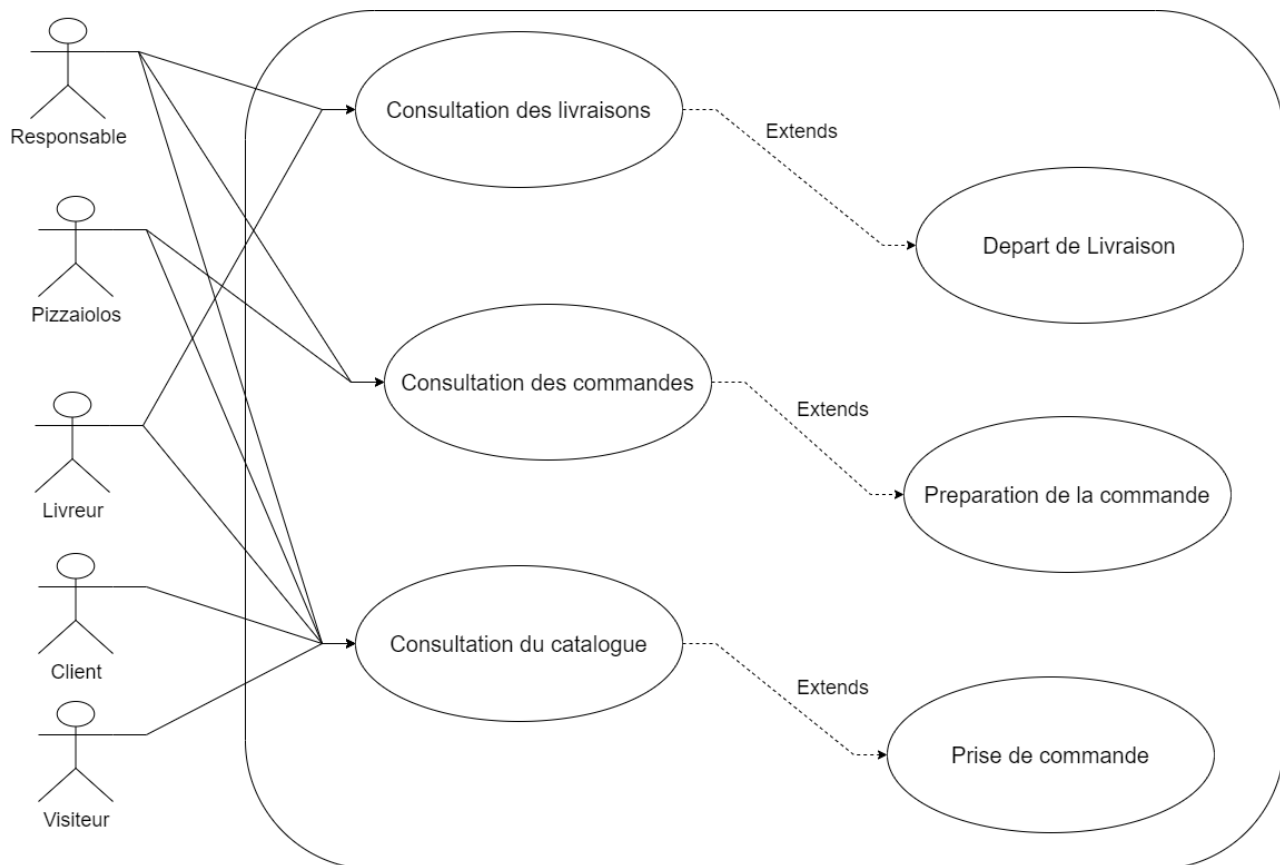 Responsable
Consultation des livraisons
Extends
Depart de Livraison
Pizzaiolos
Consultation des commandes
Extends
Preparation de la commande
Livreur
Client
Consultation du catalogue
Extends
Prise de commande
Visiteur